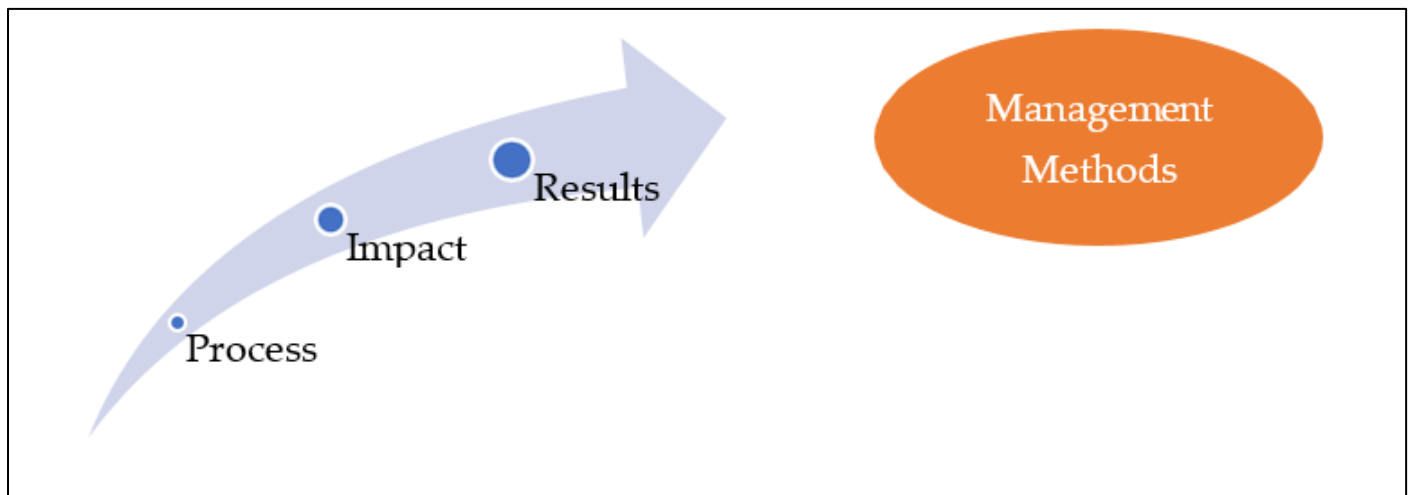 Process
Impact
Results
Management
Methods